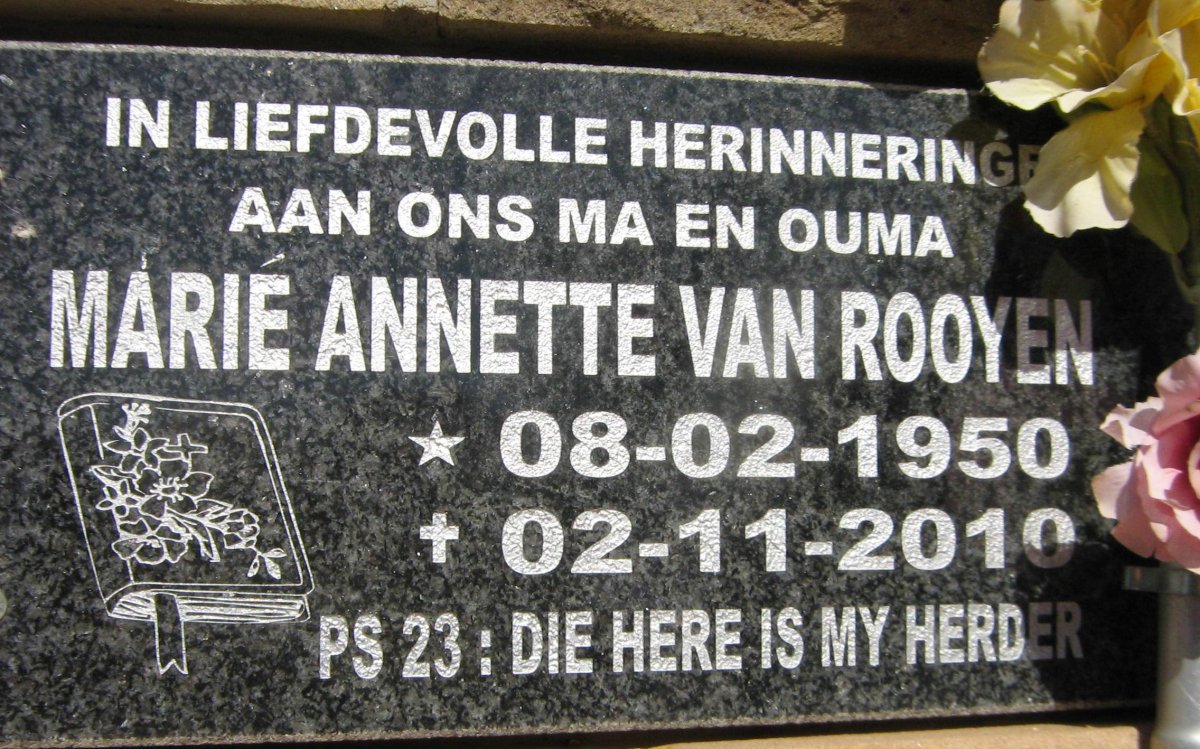 IN LIEFDEVOLLE HERINNERINGE
AAN ONS MA EN OUMA
MARIÉ ANNETTE VAN ROOYEN
08-02-1950
02-11-2010
PS 23 : DIE HERE IS MY HERDER